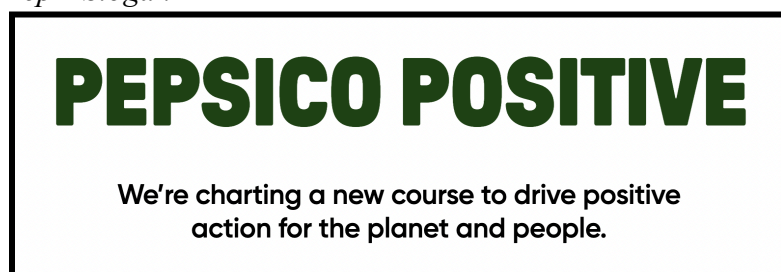 PEPSICO POSITIVE
We're charting a new course to drive positive
action for the planet and people.